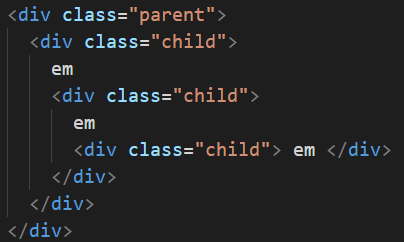 <div class="parent">
<div class="child">
em
<div class="child">
em
<div class="child"> em </div>
</div>
</div>
</div>